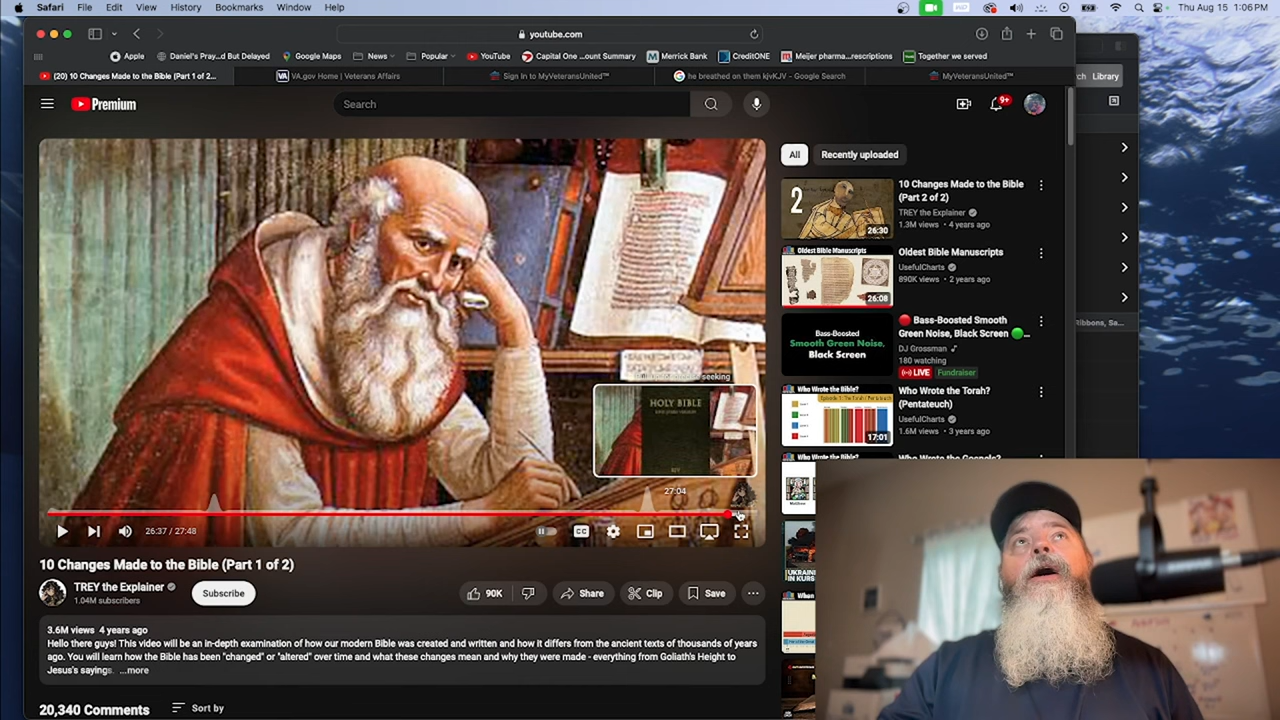 Safari File Edit View History Bookmarks Window Help
Thu Aug 15 1:06 PM
youtube.com
Apple
Daniel's Pray...d But Delayed
Google Maps
News
Popular
YouTube
Capital One ...ount Summary
Merrick Bank
CreditONE
Meijer pharma...rescriptions
Together we served
(20) 10 Changes Made to the Bible (Part 1 of 2...
VA.gov Home | Veterans Affairs
Sign In to MyVeteransUnited™
he breathed on them kjvKJV - Google Search
MyVeteransUnited™
ch Library
Premium
Search
9+
All
Recently uploaded
2
26:30
10 Changes Made to the Bible
(Part 2 of 2)
TREY the Explainer
1.3M views • 4 years ago
Oldest Bible Manuscripts
26:08
Oldest Bible Manuscripts
UsefulCharts
890K views • 2 years ago
Bass-Boosted
Smooth Green Noise,
Black Screen
Bass-Boosted Smooth
Green Noise, Black Screen
DJ Grossman
180 watching
LIVE Fundraiser
Who Wrote the Bible?
17:01
Who Wrote the Torah?
(Pentateuch)
UsefulCharts
1.6M views • 3 years ago
Ribbons, Sa...
seeking
HOLY BIBLE
27:04
26:37 / 27:48
CC
10 Changes Made to the Bible (Part 1 of 2)
TREY the Explainer
1.04M subscribers
Subscribe
90K
Share
Clip
Save
3.6M views 4 years ago
Hello there guys! This video will be an in-depth examination of how our modern Bible was created and written and how it differs from the ancient texts of thousands of years
ago. You will learn how the Bible has been "changed" or "altered" over time and what these changes mean and why they were made - everything from Goliath's Height to
Jesus's sayings. ...more
20,340 Comments
Sort by